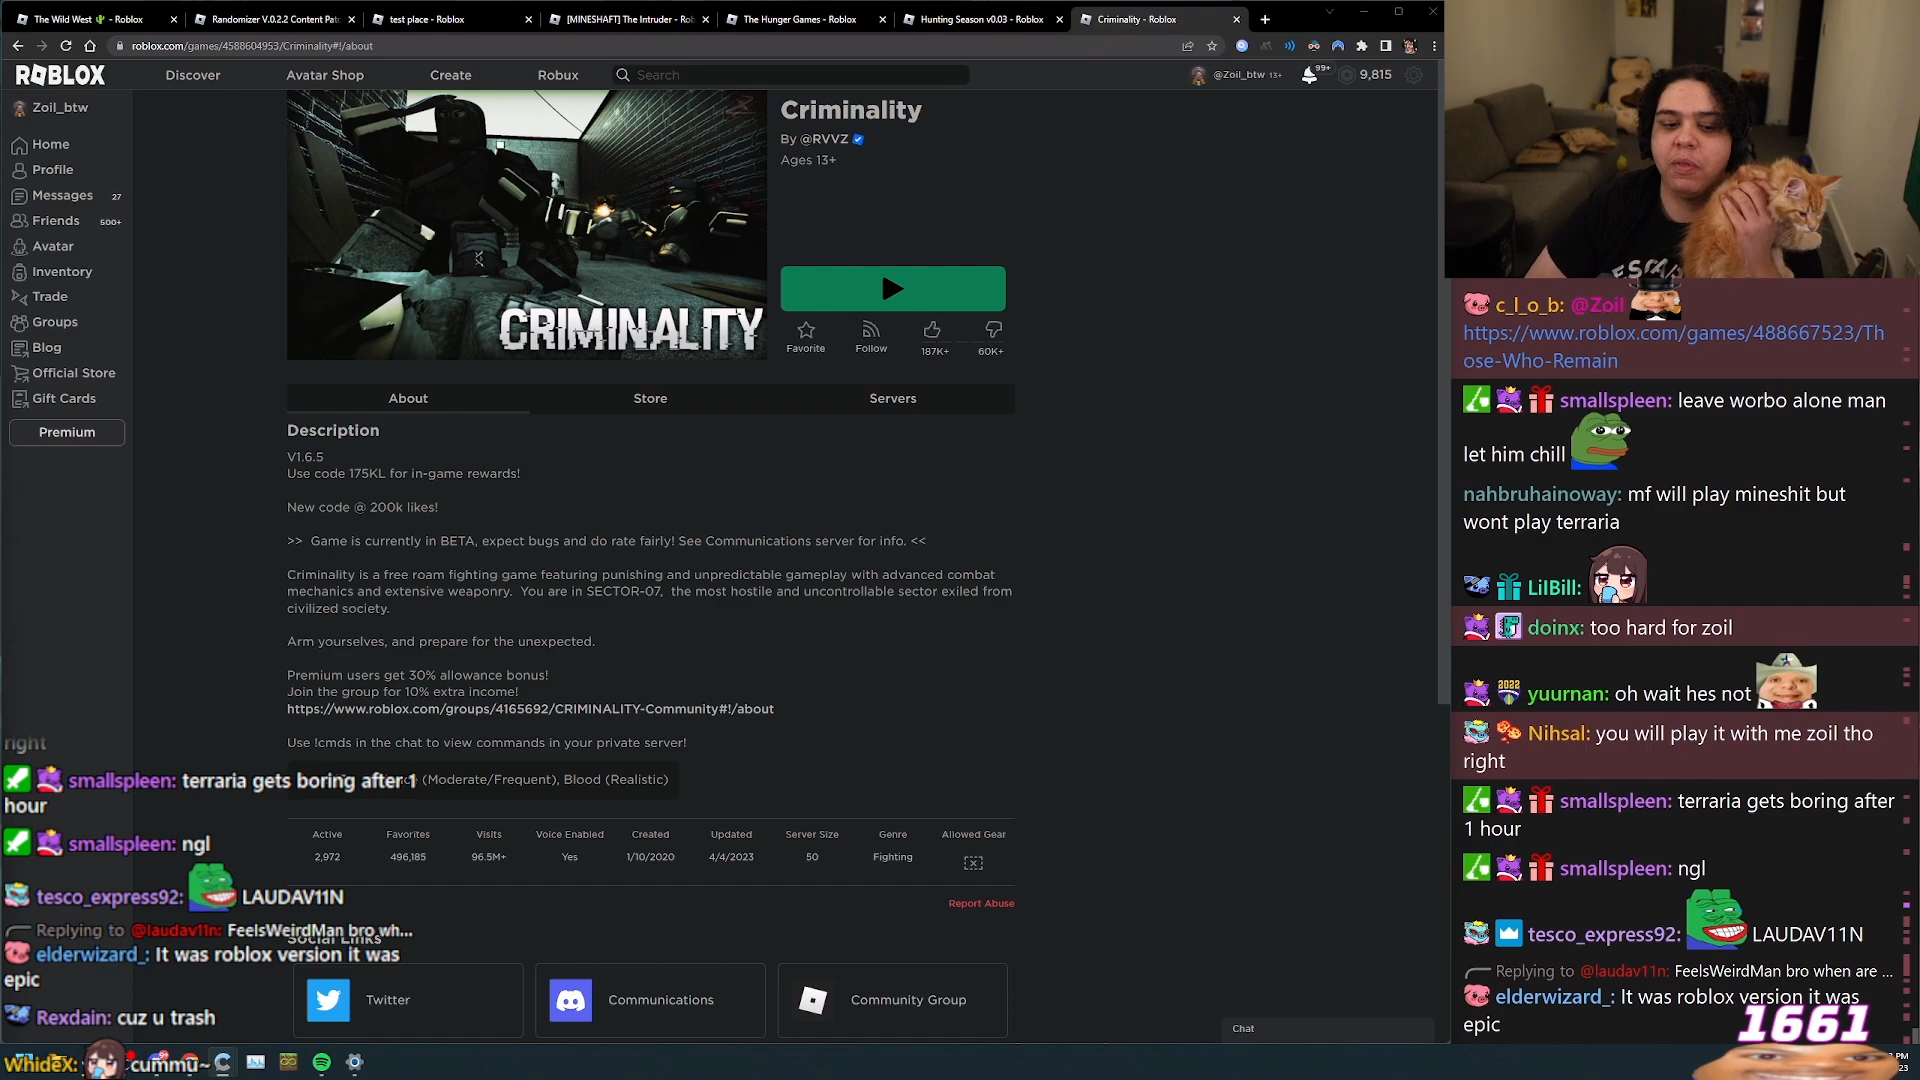 The Wild West 🌵 - Roblox
Randomizer V.0.2.2 Content Patc
test place - Roblox
[MINESHAFT] The Intruder - Rob
The Hunger Games - Roblox
Hunting Season v0.03 - Roblox
Criminality - Roblox
roblox.com/games/4588604953/Criminality#!/about
ROBLOX
Discover
Avatar Shop
Create
Robux
Search
@Zoil_btw 13+
99+
9,815
Zoil_btw
Home
Profile
Messages 27
Friends 500+
Avatar
Inventory
Trade
Groups
Blog
Official Store
Gift Cards
Premium
CRIMINALITY
Criminality
By @RVVZ
Ages 13+
Favorite
Follow
187K+
60K+
About
Store
Servers
Description
V1.6.5
Use code 175KL for in-game rewards!
New code @ 200k likes!
>> Game is currently in BETA, expect bugs and do rate fairly! See Communications server for info. <<
Criminality is a free roam fighting game featuring punishing and unpredictable gameplay with advanced combat
mechanics and extensive weaponry. You are in SECTOR-07, the most hostile and uncontrollable sector exiled from
civilized society.
Arm yourselves, and prepare for the unexpected.
Premium users get 30% allowance bonus!
Join the group for 10% extra income!
https://www.roblox.com/groups/4165692/CRIMINALITY-Community#!/about
Use !cmds in the chat to view commands in your private server!
(Moderate/Frequent), Blood (Realistic)
Active
Favorites
Visits
Voice Enabled
Created
Updated
Server Size
Genre
Allowed Gear
2,972
496,185
96.5M+
Yes
1/10/2020
4/4/2023
50
Fighting
Report Abuse
Social Links
Twitter
Communications
Community Group
Chat
right
smallspleen: terraria gets boring after 1
hour
smallspleen: ngl
tesco_express92: LAUDAV11N
Replying to @laudav11n: FeelsWeirdMan bro wh...
elderwizard_: It was roblox version it was
epic
Rexdain: cuz u trash
Whidex: cummu~
c_l_o_b: @Zoil
https://www.roblox.com/games/488667523/Th
ose-Who-Remain
smallspleen: leave worbo alone man
let him chill
nahbruhainoway: mf will play mineshit but
wont play terraria
LilBill:
doinx: too hard for zoil
2022 yuurnan: oh wait hes not
Nihsal: you will play it with me zoil tho
right
smallspleen: terraria gets boring after
1 hour
smallspleen: ngl
tesco_express92: LAUDAV11N
Replying to @laudav11n: FeelsWeirdMan bro when are ...
elderwizard_: It was roblox version it was
epic
1661
PM
23